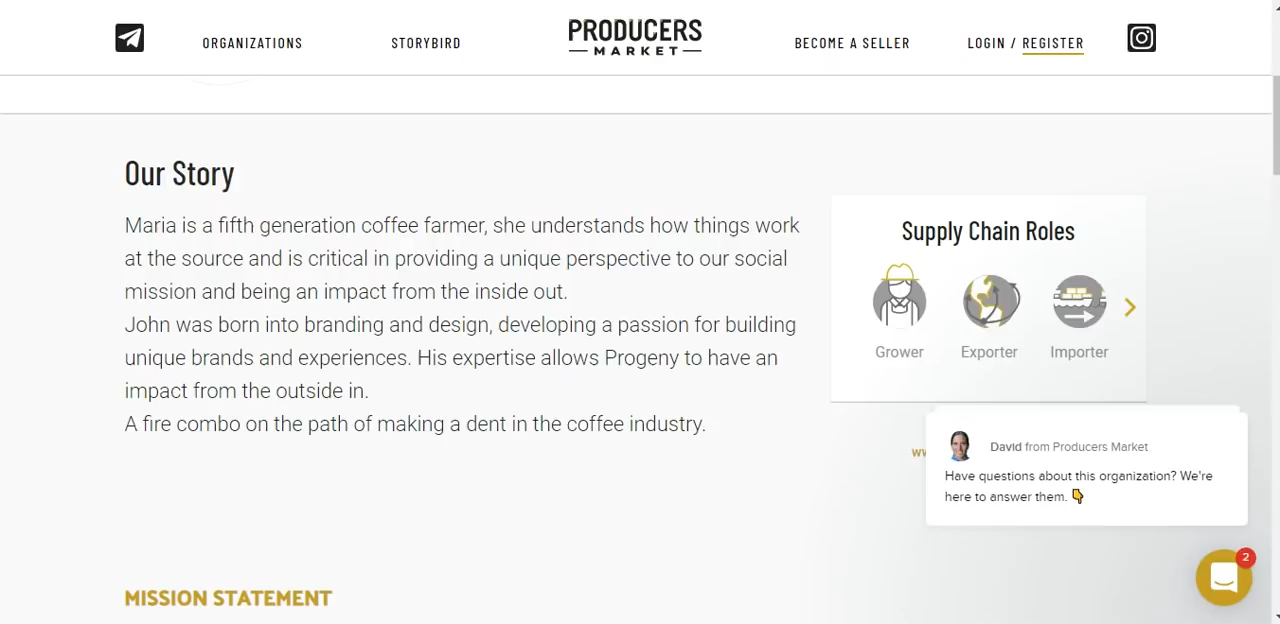 ORGANIZATIONS
STORYBIRD
PRODUCERS
MARKET
BECOME A SELLER
LOGIN / REGISTER
Our Story
Maria is a fifth generation coffee farmer, she understands how things work
at the source and is critical in providing a unique perspective to our social
mission and being an impact from the inside out.
John was born into branding and design, developing a passion for building
unique brands and experiences. His expertise allows Progeny to have an
impact from the outside in.
A fire combo on the path of making a dent in the coffee industry.
Supply Chain Roles
Grower
Exporter
Importer
David from Producers Market
Have questions about this organization? We're
here to answer them. 👇
2
MISSION STATEMENT